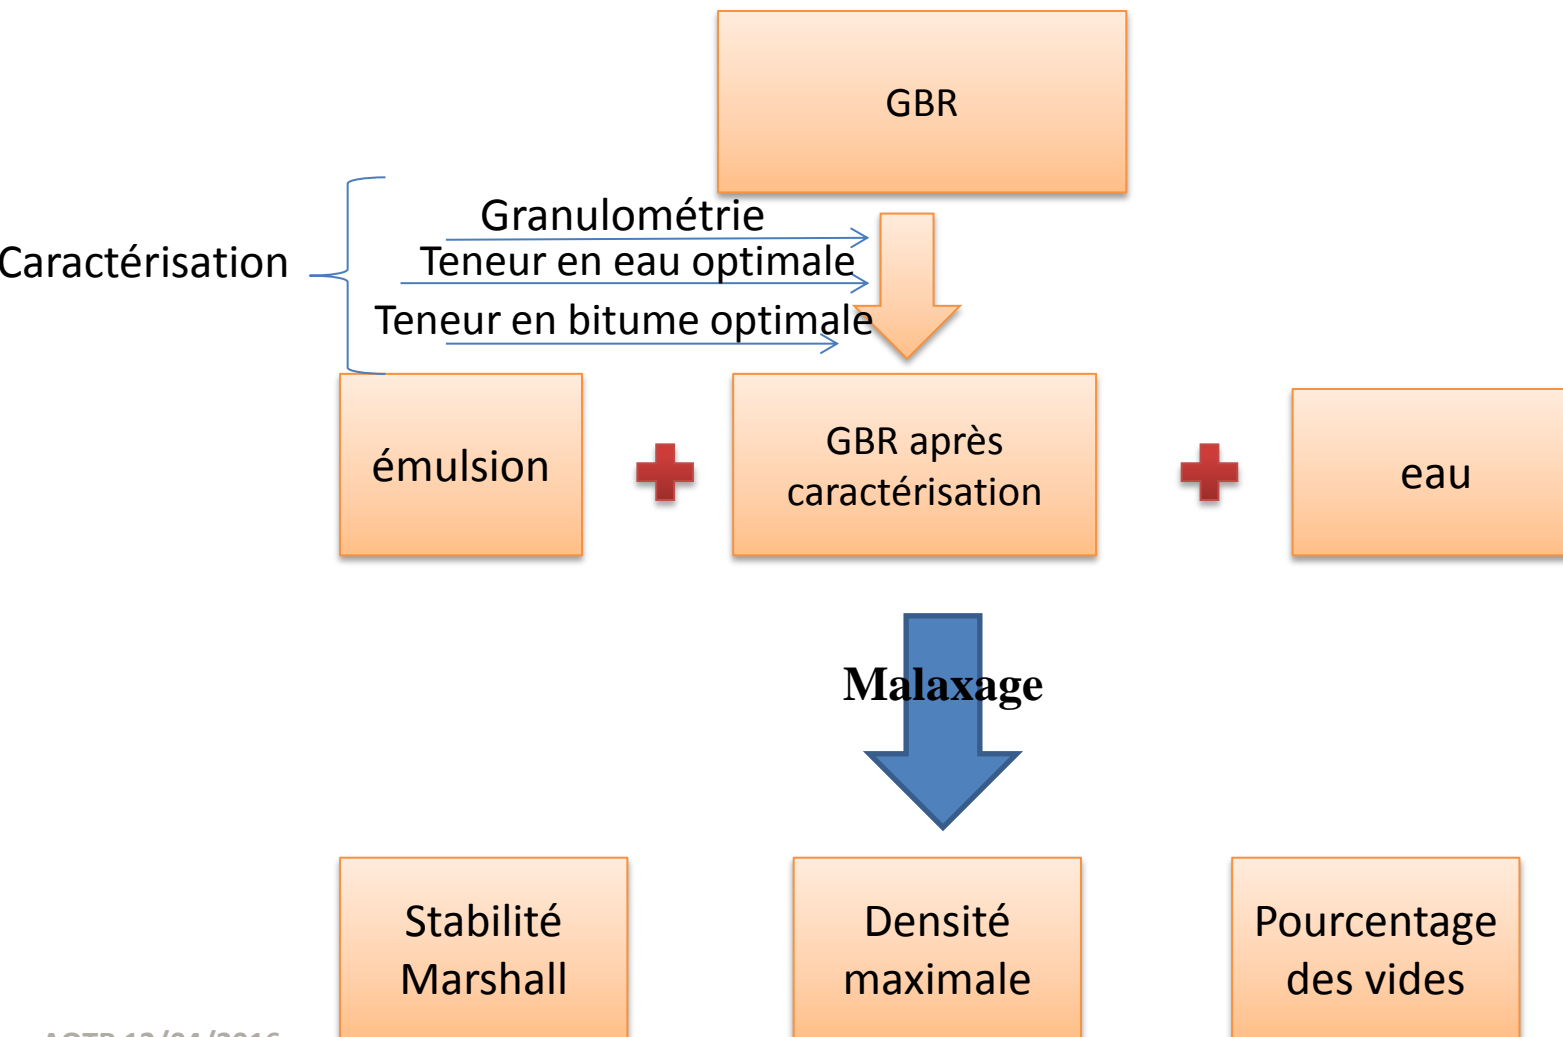 GBR
Granulométrie
Caractérisation
Teneur en eau optimale
Teneur en bitume optimale
émulsion
GBR après
caractérisation
eau
Malaxage
Stabilité
Marshall
Densité
maximale
Pourcentage
des vides